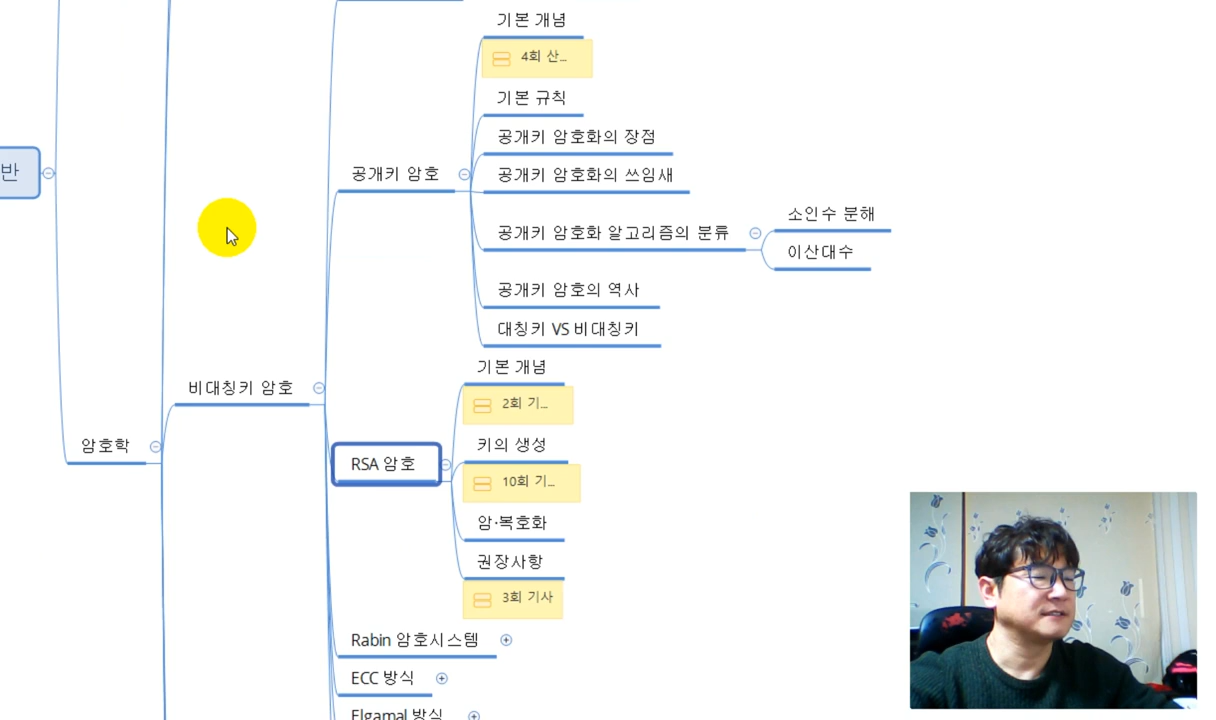 반
암호학
비대칭키 암호
공개키 암호
기본 개념
4회 산...
기본 규칙
공개키 암호화의 장점
공개키 암호화의 쓰임새
공개키 암호화 알고리즘의 분류
소인수 분해
이산대수
공개키 암호의 역사
대칭키 VS 비대칭키
RSA 암호
기본 개념
2회 기...
키의 생성
10회 기...
암·복호화
권장사항
3회 기사
Rabin 암호시스템
ECC 방식
Elgamal 방식